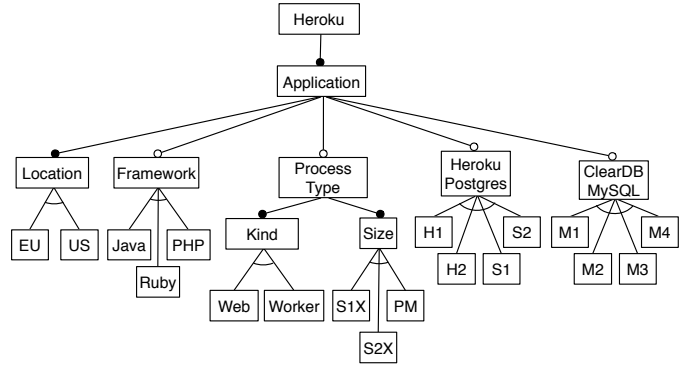 Heroku
Application
Location
Framework
Process
Type
Heroku
Postgres
ClearDB
MySQL
EU
US
Java
PHP
Ruby
Kind
Size
H1
S2
H2
S1
M1
M4
M2
M3
Web
Worker
S1X
PM
S2X